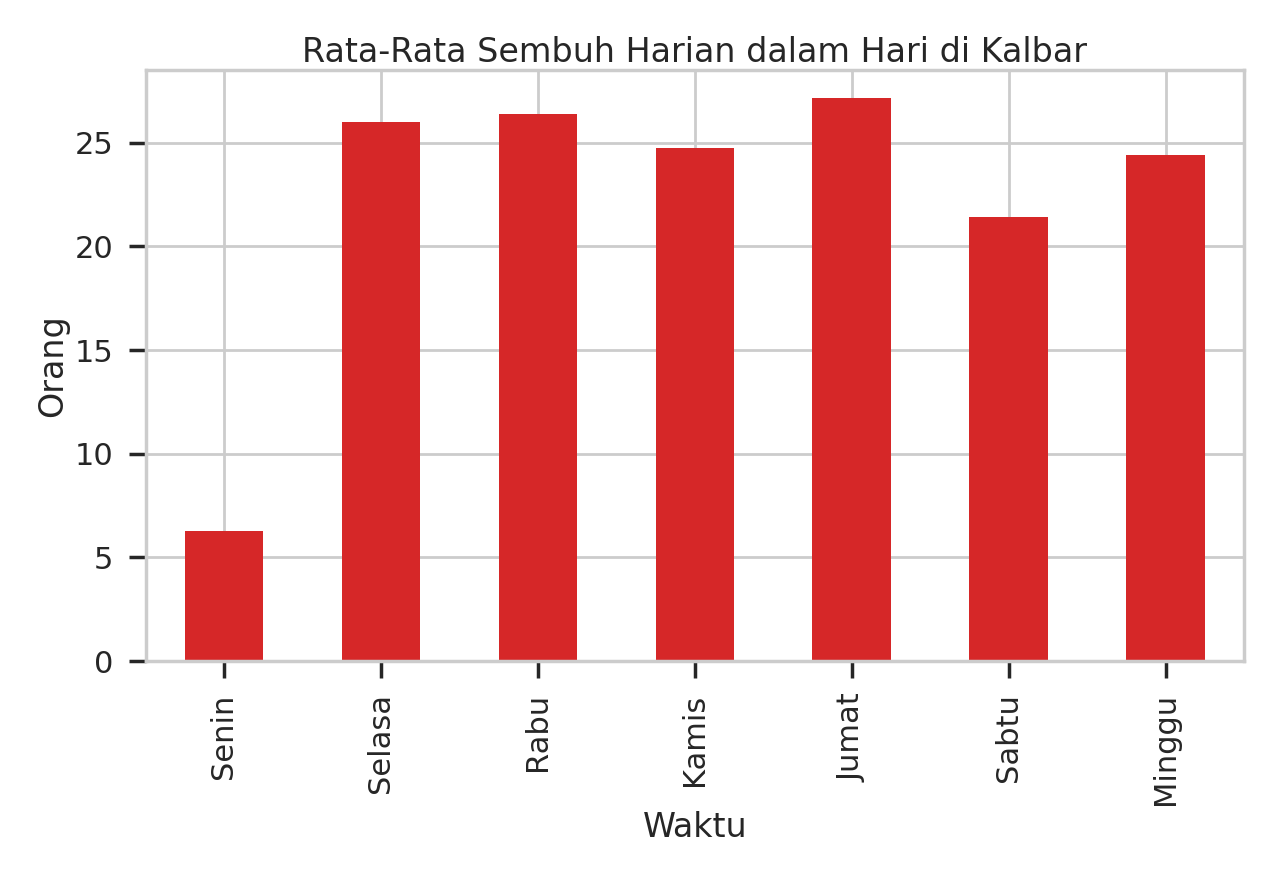 Rata-Rata Sembuh Harian dalam Hari di Kalbar
Orang
25
20
15
10
5
0
Senin
Selasa
Rabu
Kamis
Jumat
Sabtu
Minggu
Waktu